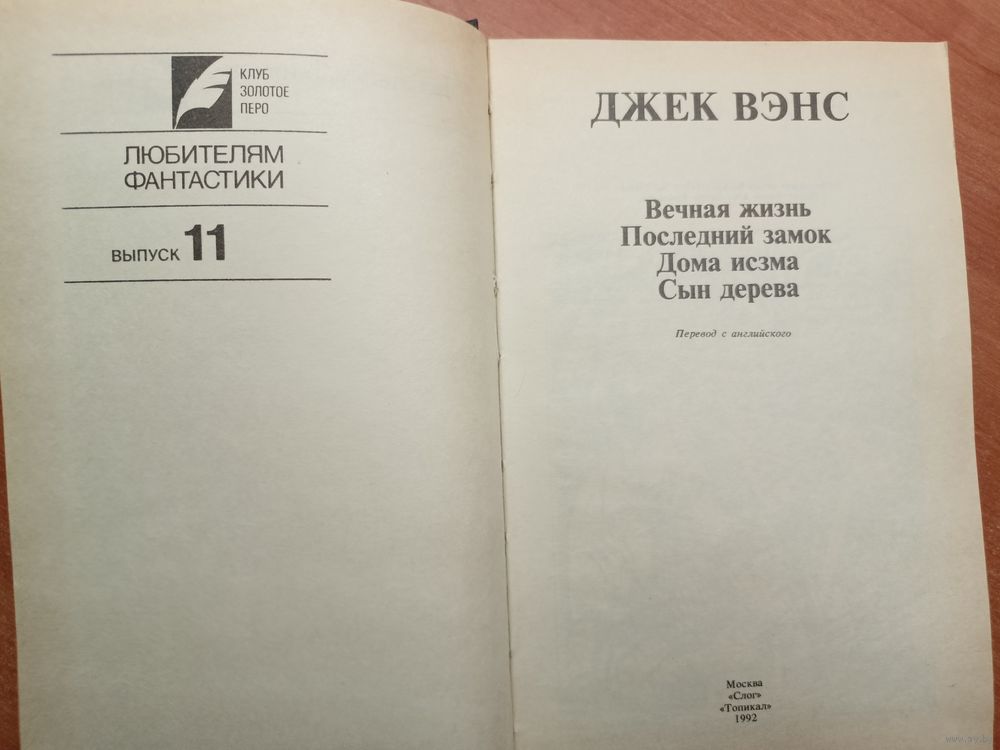 КЛУБ
ЗОЛОТОЕ
ПЕРО
ЛЮБИТЕЛЯМ
ФАНТАСТИКИ
ВЫПУСК 11
ДЖЕК ВЭНС
Вечная жизнь
Последний замок
Дома исзма
Сын дерева
Перевод с английского
Москва
«Слог»
«Топикал»
1992